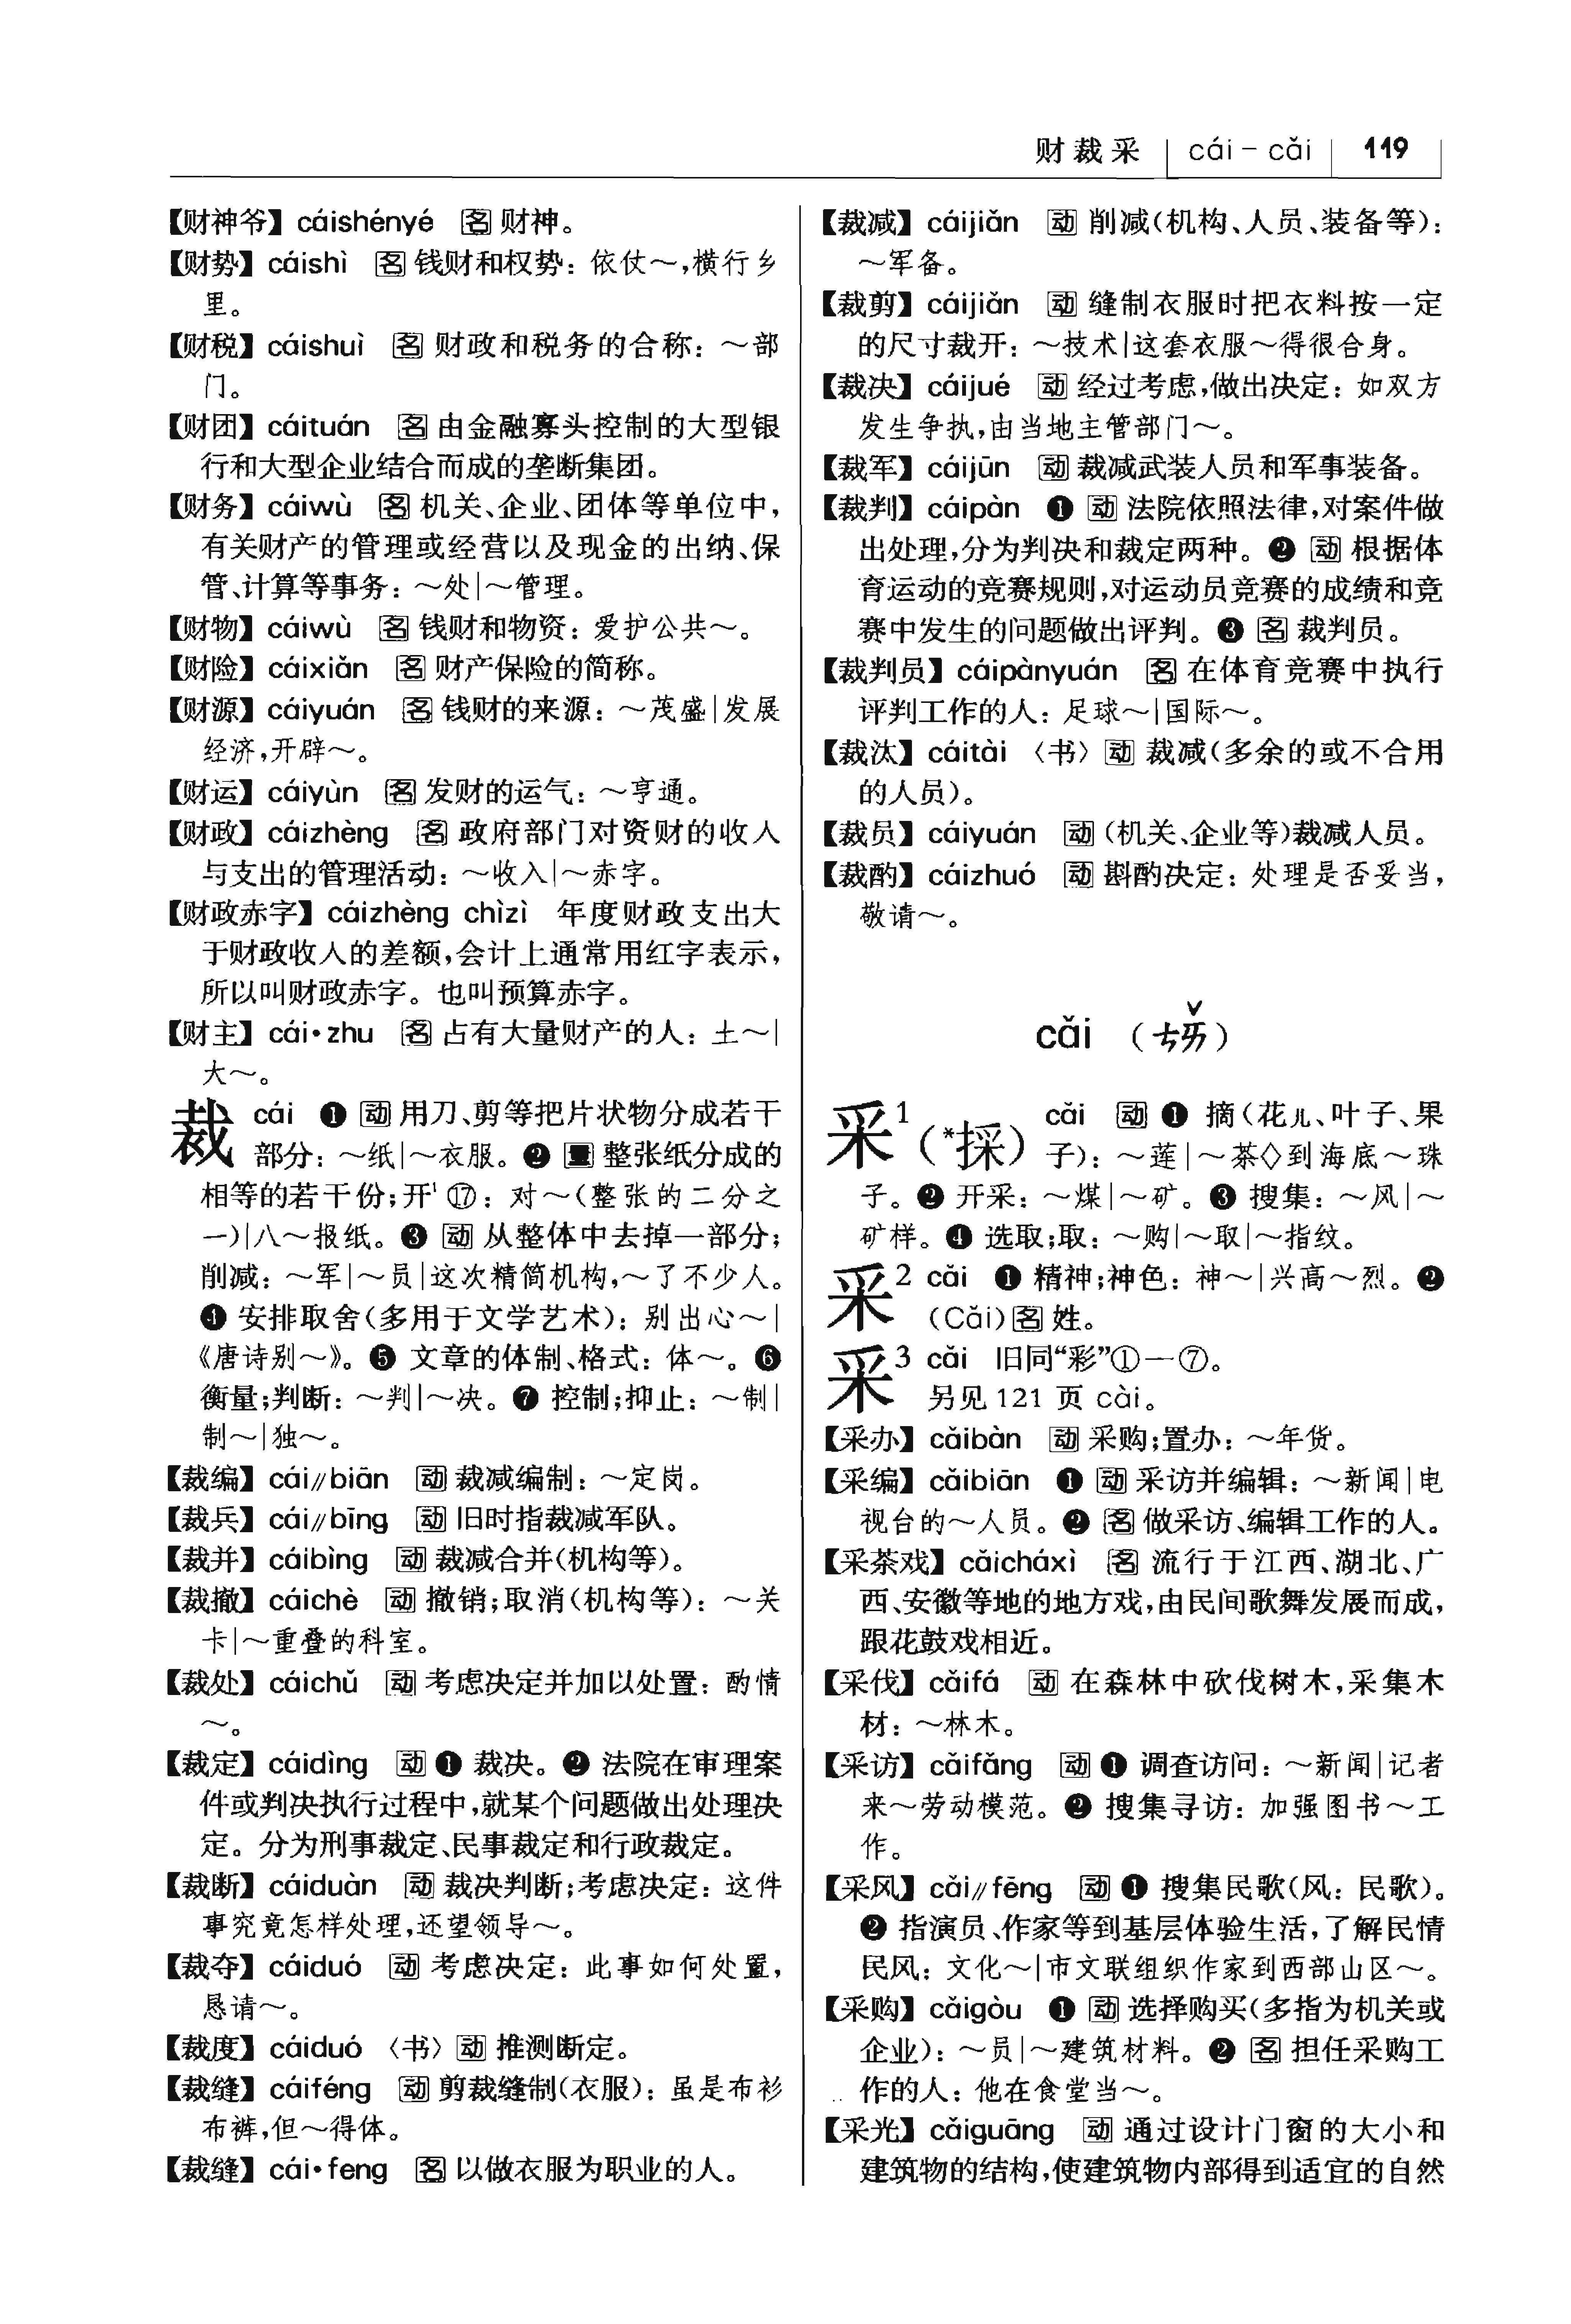 财裁采 cái – cǎi 119
【财神爷】 cáishényé 名 财神。
【财势】 cáishì 名 钱财和权势：依仗～，横行乡
里。
【财税】 cáishuì 名 财政和税务的合称：～部
门。
【财团】 cáituán 名 由金融寡头控制的大型银
行和大型企业结合而成的垄断集团。
【财务】 cáiwù 名 机关、企业、团体等单位中，
有关财产的管理或经营以及现金的出纳、保
管、计算等事务：～处|～管理。
【财物】 cáiwù 名 钱财和物资：爱护公共～。
【财险】 cáixiǎn 名 财产保险的简称。
【财源】 cáiyuán 名 钱财的来源：～茂盛|发展
经济，开辟～。
【财运】 cáiyùn 名 发财的运气：～亨通。
【财政】 cáizhèng 名 政府部门对资财的收入
与支出的管理活动：～收入|～赤字。
【财政赤字】 cáizhèng chìzì 年度财政支出大
于财政收入的差额，会计上通常用红字表示，
所以叫财政赤字。也叫预算赤字。
【财主】 cái•zhu 名 占有大量财产的人：土～|
大～。
裁 cái ❶ 动 用刀、剪等把片状物分成若干
部分：～纸|～衣服。❷ 量 整张纸分成的
相等的若干份；开¹⑰：对～（整张的二分之
一）|八～报纸。❸ 动 从整体中去掉一部分；
削减：～军|～员|这次精简机构，～了不少人。
❹ 安排取舍（多用于文学艺术）：别出心～|
《唐诗别～》。❺ 文章的体制、格式：体～。❻
衡量；判断：～判|～决。❼ 控制；抑止：～制|
制～|独～。
【裁编】 cái//biān 动 裁减编制：～定岗。
【裁兵】 cái//bīng 动 旧时指裁减军队。
【裁并】 cáibìng 动 裁减合并（机构等）。
【裁撤】 cáichè 动 撤销；取消（机构等）：～关
卡|～重叠的科室。
【裁处】 cáichǔ 动 考虑决定并加以处置：酌情
～。
【裁定】 cáidìng 动 ❶ 裁决。❷ 法院在审理案
件或判决执行过程中，就某个问题做出处理决
定。分为刑事裁定、民事裁定和行政裁定。
【裁断】 cáiduàn 动 裁决判断；考虑决定：这件
事究竟怎样处理，还望领导～。
【裁夺】 cáiduó 动 考虑决定：此事如何处置，
恳请～。
【裁度】 cáiduó 〈书〉动 推测断定。
【裁缝】 cáiféng 动 剪裁缝制（衣服）：虽是布衫
布裤，但～得体。
【裁缝】 cái•feng 名 以做衣服为职业的人。
【裁减】 cáijiǎn 动 削减（机构、人员、装备等）：
～军备。
【裁剪】 cáijiǎn 动 缝制衣服时把衣料按一定
的尺寸裁开：～技术|这套衣服～得很合身。
【裁决】 cáijué 动 经过考虑，做出决定：如双方
发生争执，由当地主管部门～。
【裁军】 cáijūn 动 裁减武装人员和军事装备。
【裁判】 cáipàn ❶ 动 法院依照法律，对案件做
出处理，分为判决和裁定两种。❷ 动 根据体
育运动的竞赛规则，对运动员竞赛的成绩和竞
赛中发生的问题做出评判。❸ 名 裁判员。
【裁判员】 cáipànyuán 名 在体育竞赛中执行
评判工作的人：足球～|国际～。
【裁汰】 cáitài 〈书〉动 裁减（多余的或不合用
的人员）。
【裁员】 cáiyuán 动 （机关、企业等）裁减人员。
【裁酌】 cáizhuó 动 斟酌决定：处理是否妥当，
敬请～。
cǎi （ㄘㄞˇ）
采¹（*採） cǎi 动 ❶ 摘（花儿、叶子、果
子）：～莲|～茶◇到海底～珠
子。❷ 开采：～煤|～矿。❸ 搜集：～风|～
矿样。❹ 选取；取：～购|～取|～指纹。
采² cǎi ❶ 精神；神色：神～|兴高～烈。❷
（Cǎi）名 姓。
采³ cǎi 旧同“彩”①—⑦。
另见 121 页 cài。
【采办】 cǎibàn 动 采购；置办：～年货。
【采编】 cǎibiān ❶ 动 采访并编辑：～新闻|电
视台的～人员。❷ 名 做采访、编辑工作的人。
【采茶戏】 cǎicháxì 名 流行于江西、湖北、广
西、安徽等地的地方戏，由民间歌舞发展而成，
跟花鼓戏相近。
【采伐】 cǎifá 动 在森林中砍伐树木，采集木
材：～林木。
【采访】 cǎifǎng 动 ❶ 调查访问：～新闻|记者
来～劳动模范。❷ 搜集寻访：加强图书～工
作。
【采风】 cǎi//fēng 动 ❶ 搜集民歌（风：民歌）。
❷ 指演员、作家等到基层体验生活，了解民情
民风：文化～|市文联组织作家到西部山区～。
【采购】 cǎigòu ❶ 动 选择购买（多指为机关或
企业）：～员|～建筑材料。❷ 名 担任采购工
作的人：他在食堂当～。
【采光】 cǎiguāng 动 通过设计门窗的大小和
建筑物的结构，使建筑物内部得到适宜的自然